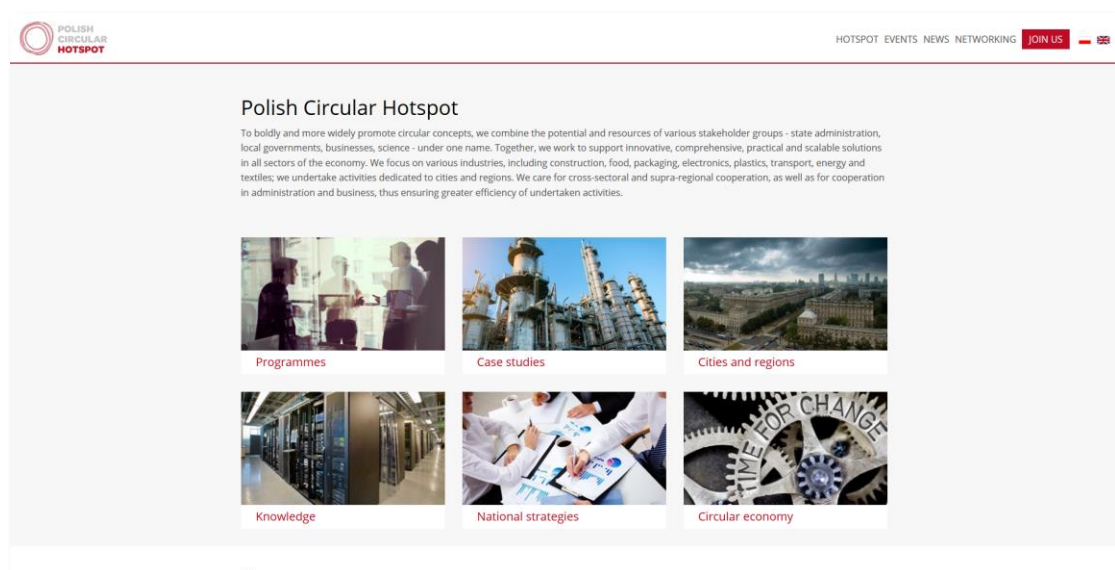 POLISH
CIRCULAR
HOTSPOT
HOTSPOT EVENTS NEWS NETWORKING JOIN US
Polish Circular Hotspot
To boldly and more widely promote circular concepts, we combine the potential and resources of various stakeholder groups - state administration,
local governments, businesses, science - under one name. Together, we work to support innovative, comprehensive, practical and scalable solutions
in all sectors of the economy. We focus on various industries, including construction, food, packaging, electronics, plastics, transport, energy and
textiles; we undertake activities dedicated to cities and regions. We care for cross-sectoral and supra-regional cooperation, as well as for cooperation
in administration and business, thus ensuring greater efficiency of undertaken activities.
Programmes
Case studies
Cities and regions
TIME FOR CHANGE
Knowledge
National strategies
Circular economy